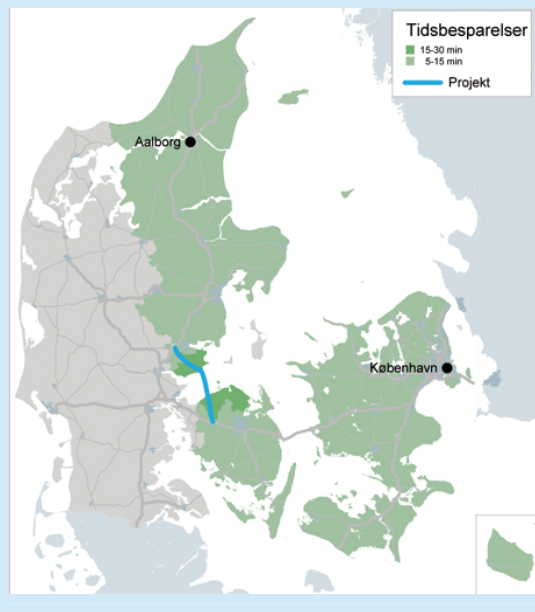 Tidsbesparelser
15-30 min
5-15 min
Projekt
Aalborg
København